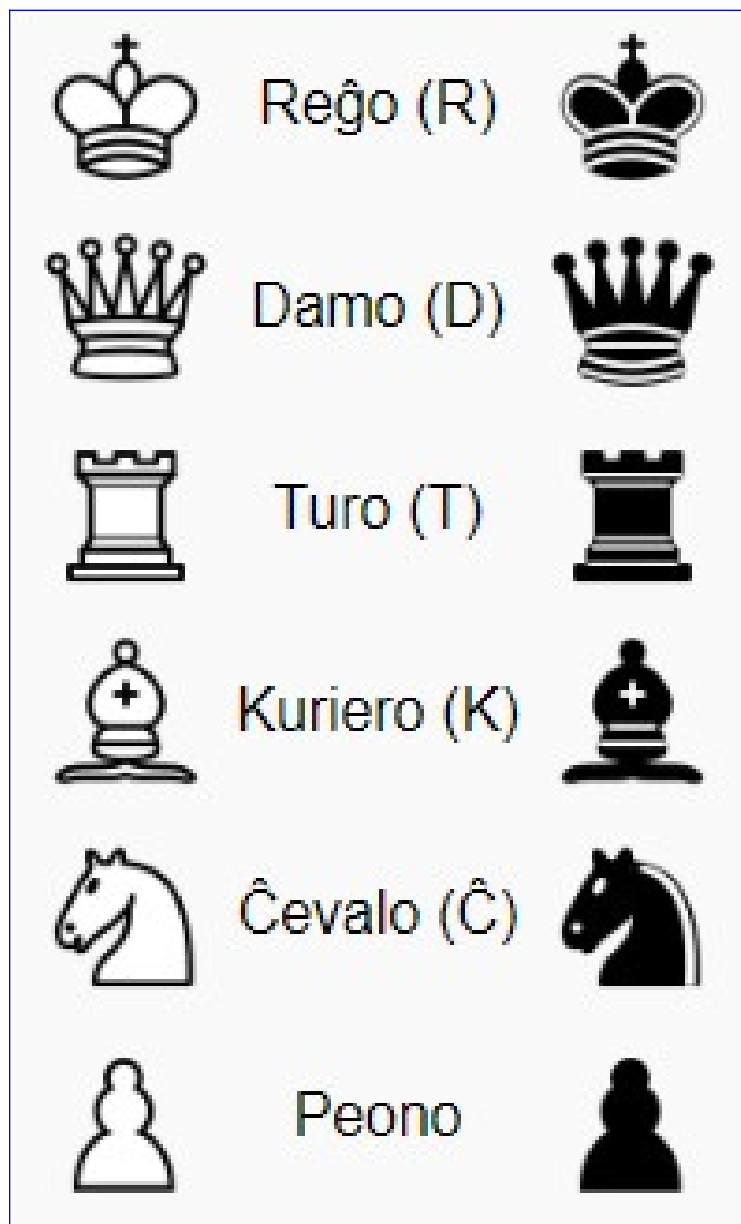 Reĝo (R)
Damo (D)
Turo (T)
Kuriero (K)
Ĉevalo (Ĉ)
Peono